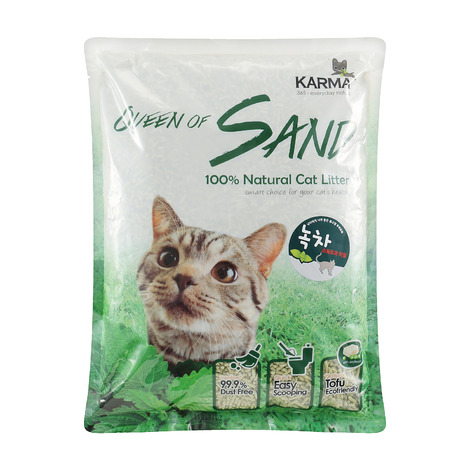 KARMA
QUEEN OF SAND
100% Natural Cat Litter
smart choice for your cat's health
녹차
99.9%
Dust Free
Easy
Scooping
Tofu
Ecofriendly